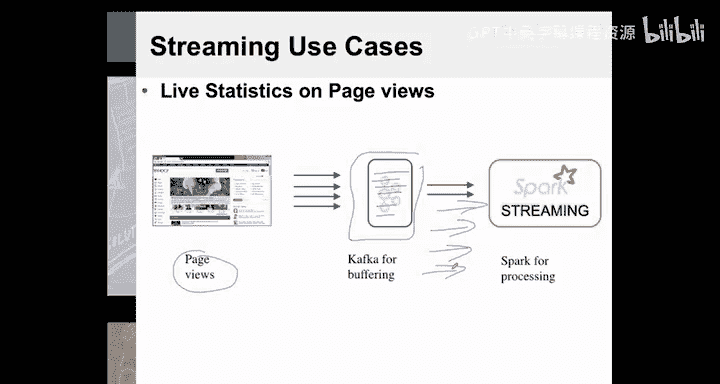 bilibili
Streaming Use Cases
• Live Statistics on Page views
Spark
STREAMING
Page
views
Kafka for
buffering
Spark for
processing